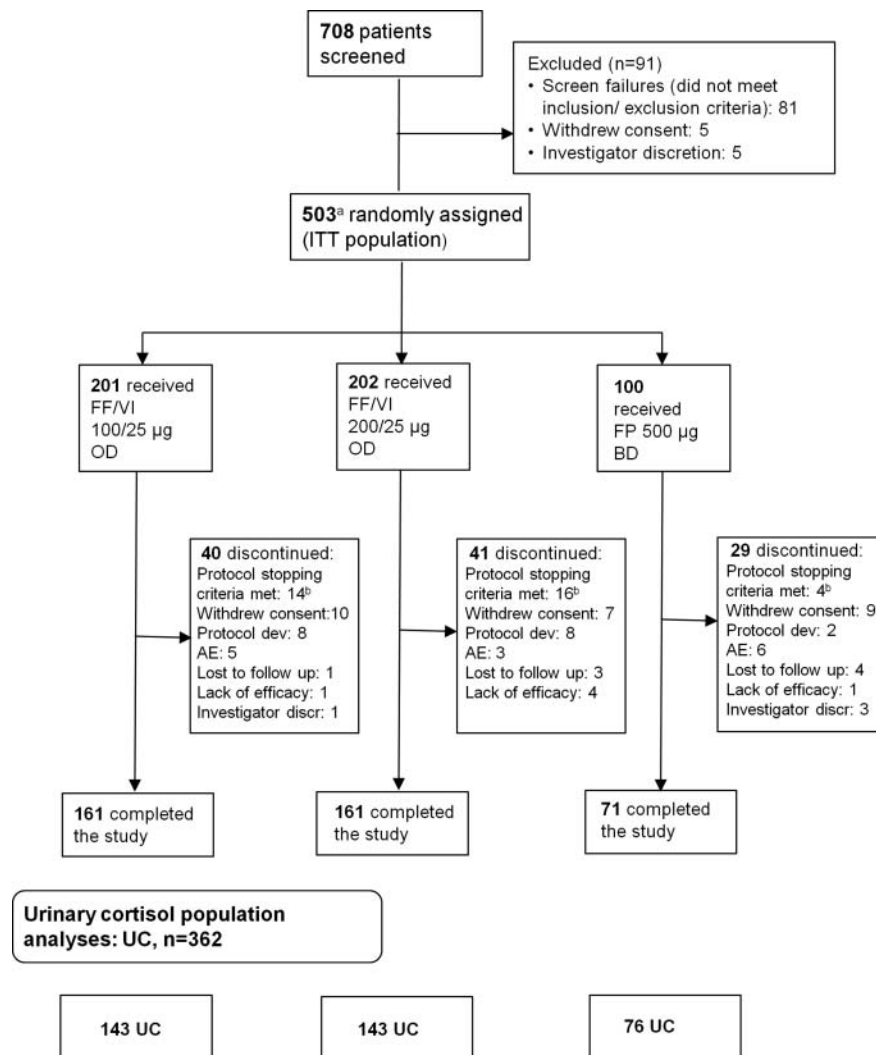 708 patients
screened
Excluded (n=91)
• Screen failures (did not meet
inclusion/ exclusion criteria): 81
• Withdrew consent: 5
• Investigator discretion: 5
503ᵃ randomly assigned
(ITT population)
201 received
FF/VI
100/25 µg
OD
202 received
FF/VI
200/25 µg
OD
100
received
FP 500 µg
BD
40 discontinued:
Protocol stopping
criteria met: 14ᵇ
Withdrew consent:10
Protocol dev: 8
AE: 5
Lost to follow up: 1
Lack of efficacy: 1
Investigator discr: 1
41 discontinued:
Protocol stopping
criteria met: 16ᵇ
Withdrew consent: 7
Protocol dev: 8
AE: 3
Lost to follow up: 3
Lack of efficacy: 4
29 discontinued:
Protocol stopping
criteria met: 4ᵇ
Withdrew consent: 9
Protocol dev: 2
AE: 6
Lost to follow up: 4
Lack of efficacy: 1
Investigator discr: 3
161 completed
the study
161 completed
the study
71 completed
the study
Urinary cortisol population
analyses: UC, n=362
143 UC
143 UC
76 UC